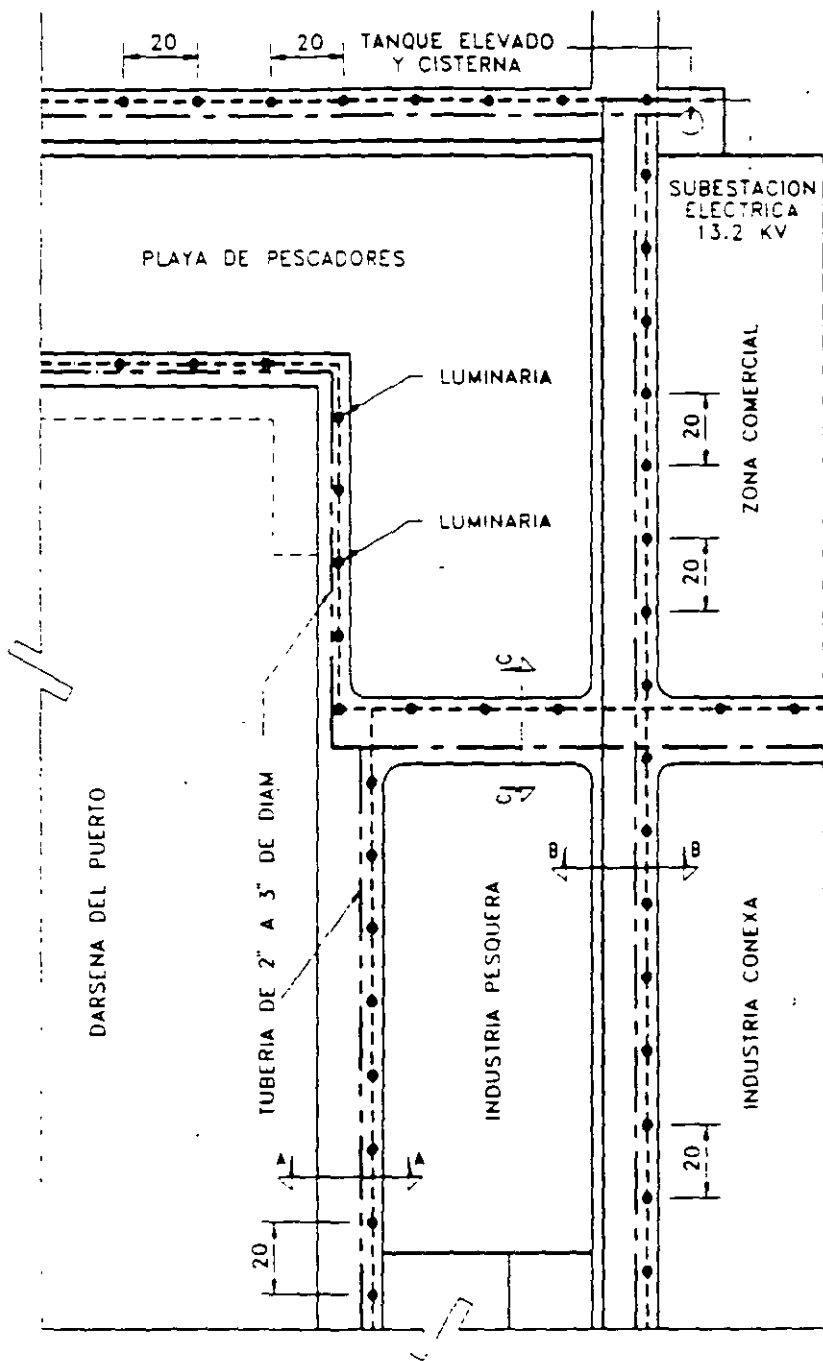 20
20
TANQUE ELEVADO
Y CISTERNA
SUBESTACION
ELECTRICA
13.2 KV
PLAYA DE PESCADORES
LUMINARIA
20
ZONA COMERCIAL
LUMINARIA
20
C
C
DARSENA DEL PUERTO
TUBERIA DE 2" A 3" DE DIAM
INDUSTRIA PESQUERA
B
B
INDUSTRIA CONEXA
A
A
20
20